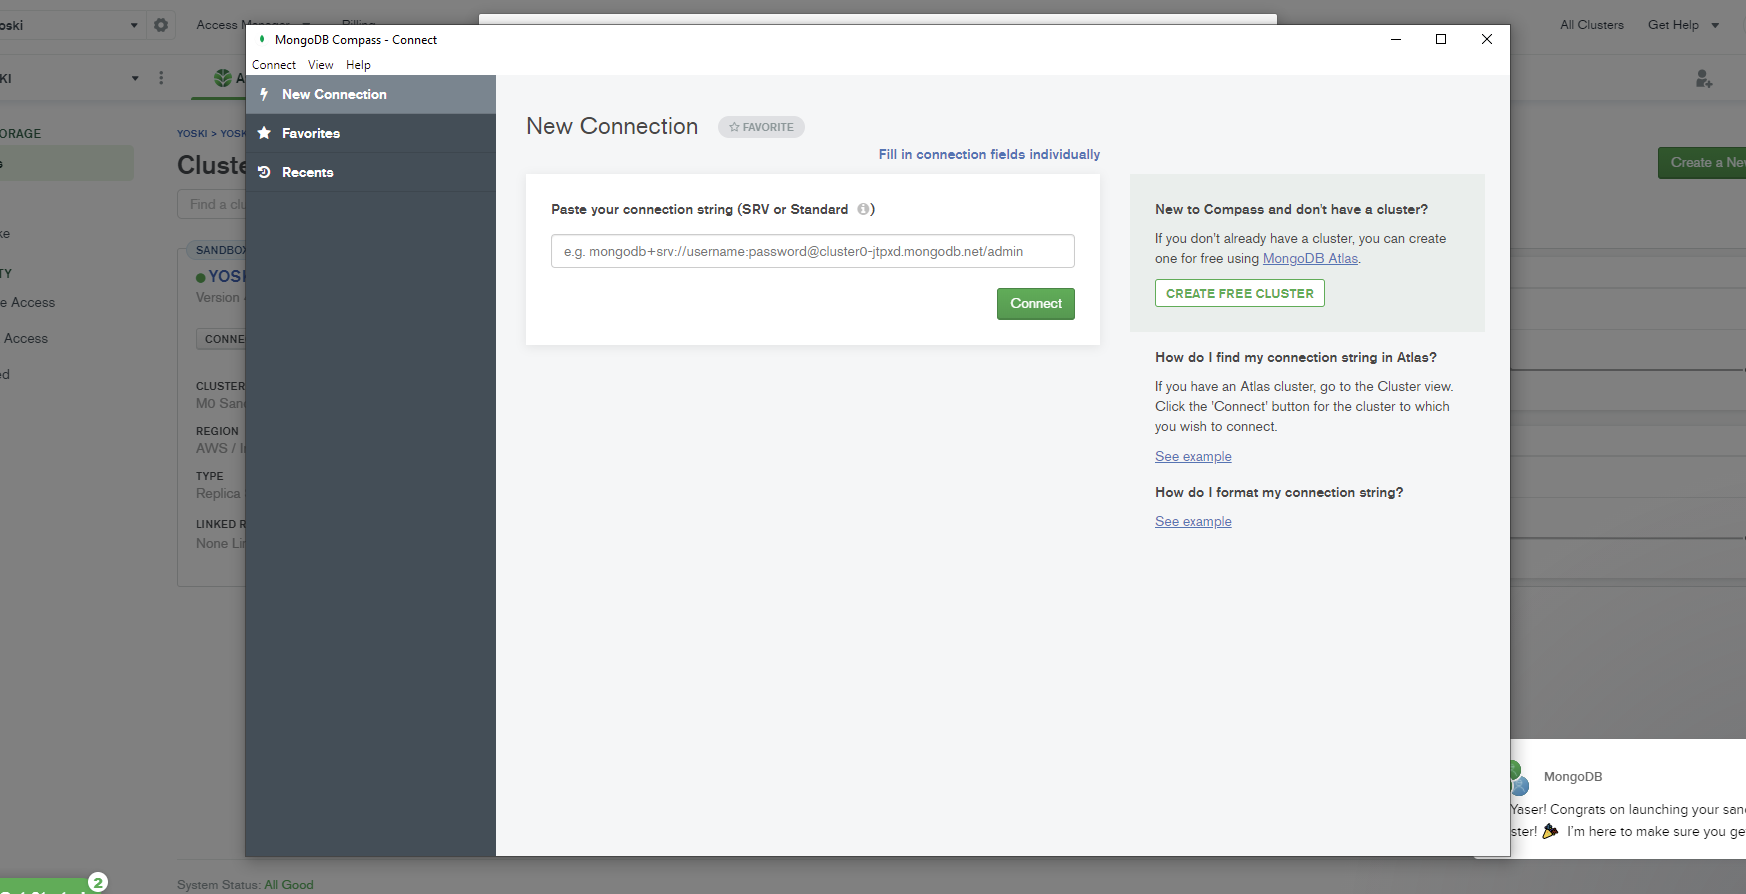 oski
Access Manager
Billing
All Clusters
Get Help
MongoDB Compass - Connect
Connect View Help
KI
A
New Connection
Favorites
Recents
New Connection
FAVORITE
Fill in connection fields individually
Paste your connection string (SRV or Standard )
e.g. mongodb+srv://username:password@cluster0-jtpxd.mongodb.net/admin
Connect
New to Compass and don't have a cluster?
If you don't already have a cluster, you can create
one for free using MongoDB Atlas.
CREATE FREE CLUSTER
How do I find my connection string in Atlas?
If you have an Atlas cluster, go to the Cluster view.
Click the 'Connect' button for the cluster to which
you wish to connect.
See example
How do I format my connection string?
See example
ORAGE
s
ke
TY
e Access
Access
ed
YOSKI > YOSK
Cluste
Find a clu
SANDBOX
YOSK
Version
CONNE
CLUSTER
M0 San
REGION
AWS /
TYPE
Replica
LINKED R
None Lin
Create a Ne
MongoDB
Yaser! Congrats on launching your san
ster! I'm here to make sure you ge
System Status: All Good
2